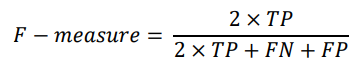 F − measure = 2 × TP / 2 × TP + FN + FP